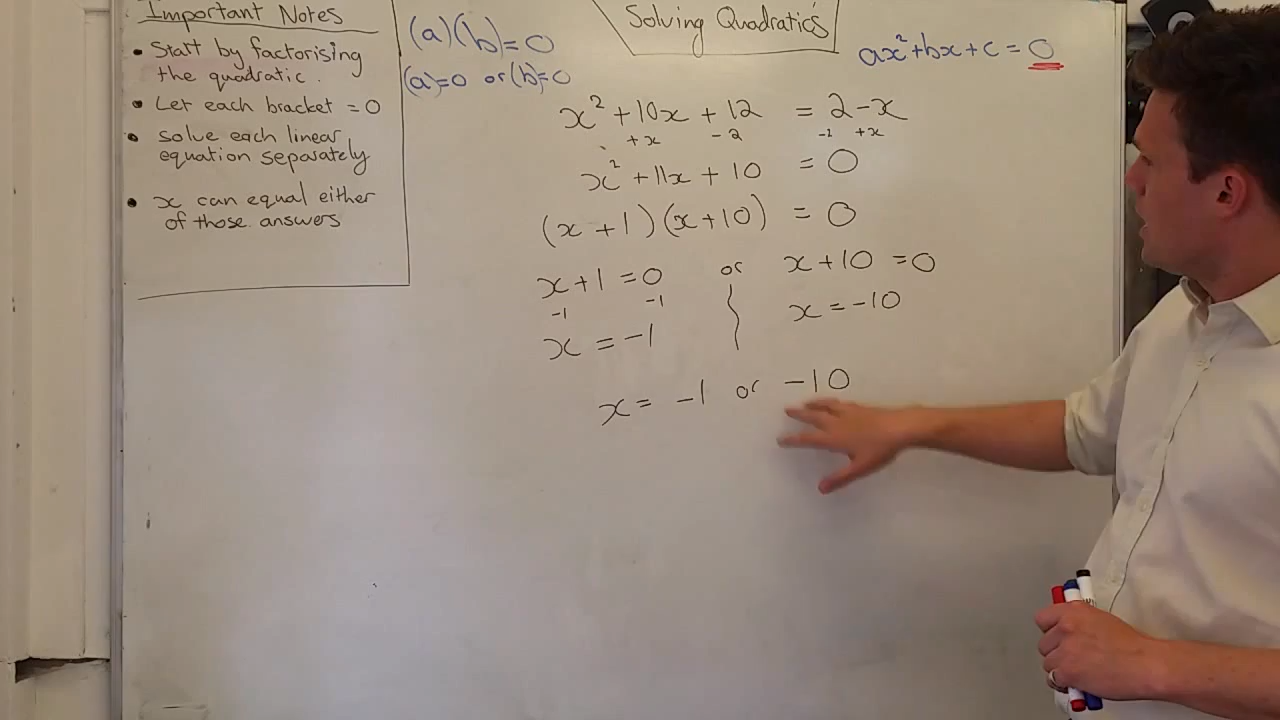 Important Notes
• Start by factorising
the quadratic.
• Let each bracket = 0
• solve each linear
equation separately
• x can equal either
of those answers
(a)(b)=0
(a)=0 or (b)=0
Solving Quadratic's
ax²+bx+c=0
x²+10x+12 = 2-x
+x -2 -2 +x
x²+11x+10 = 0
(x+1)(x+10) = 0
x+1=0 or x+10=0
-1 -1
x=-1 x=-10
x= -1 or -10